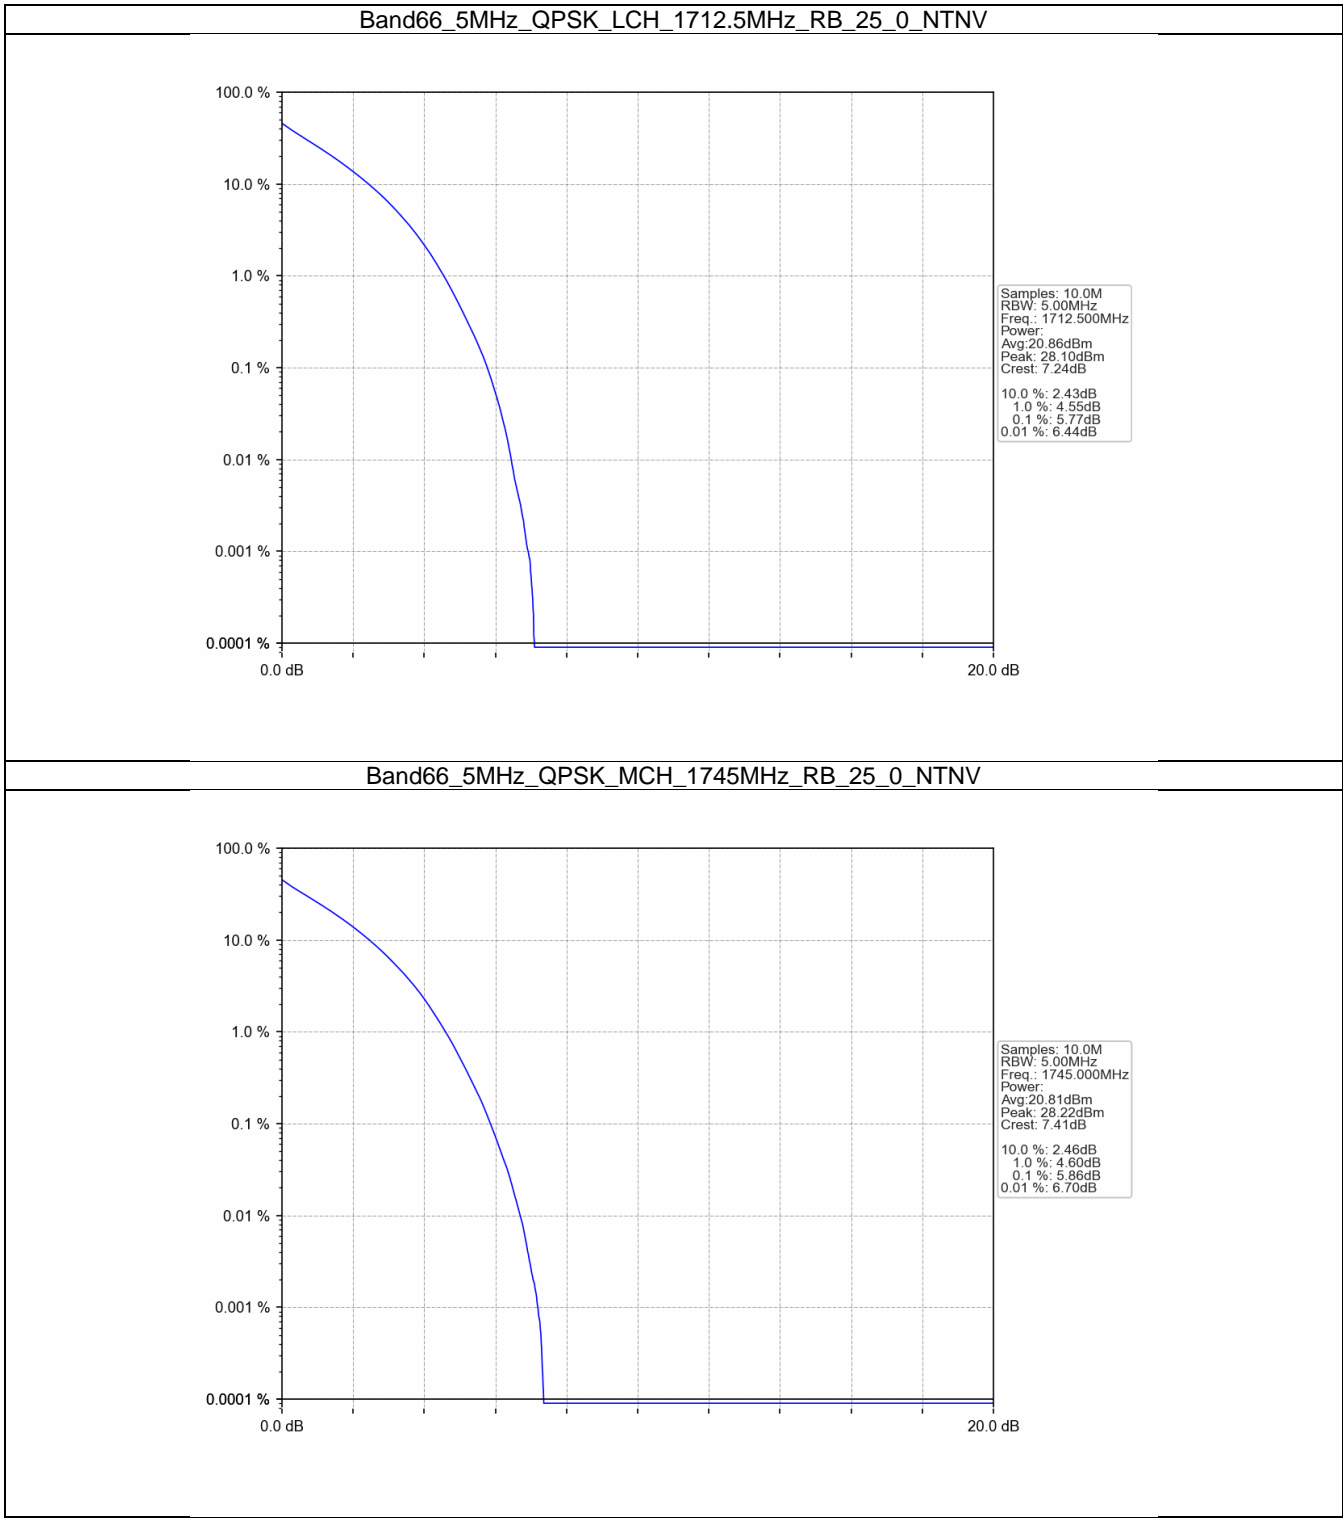 Band66_5MHz_QPSK_LCH_1712.5MHz_RB_25_0_NTNV
100.0 %
10.0 %
1.0 %
0.1 %
0.01 %
0.001 %
0.0001 %
0.0 dB
20.0 dB
Samples: 10.0M
RBW: 5.00MHz
Freq.: 1712.500MHz
Power:
Avg:20.86dBm
Peak: 28.10dBm
Crest: 7.24dB
10.0 %: 2.43dB
1.0 %: 4.55dB
0.1 %: 5.77dB
0.01 %: 6.44dB
Band66_5MHz_QPSK_MCH_1745MHz_RB_25_0_NTNV
100.0 %
10.0 %
1.0 %
0.1 %
0.01 %
0.001 %
0.0001 %
0.0 dB
20.0 dB
Samples: 10.0M
RBW: 5.00MHz
Freq.: 1745.000MHz
Power:
Avg:20.81dBm
Peak: 28.22dBm
Crest: 7.41dB
10.0 %: 2.46dB
1.0 %: 4.60dB
0.1 %: 5.86dB
0.01 %: 6.70dB